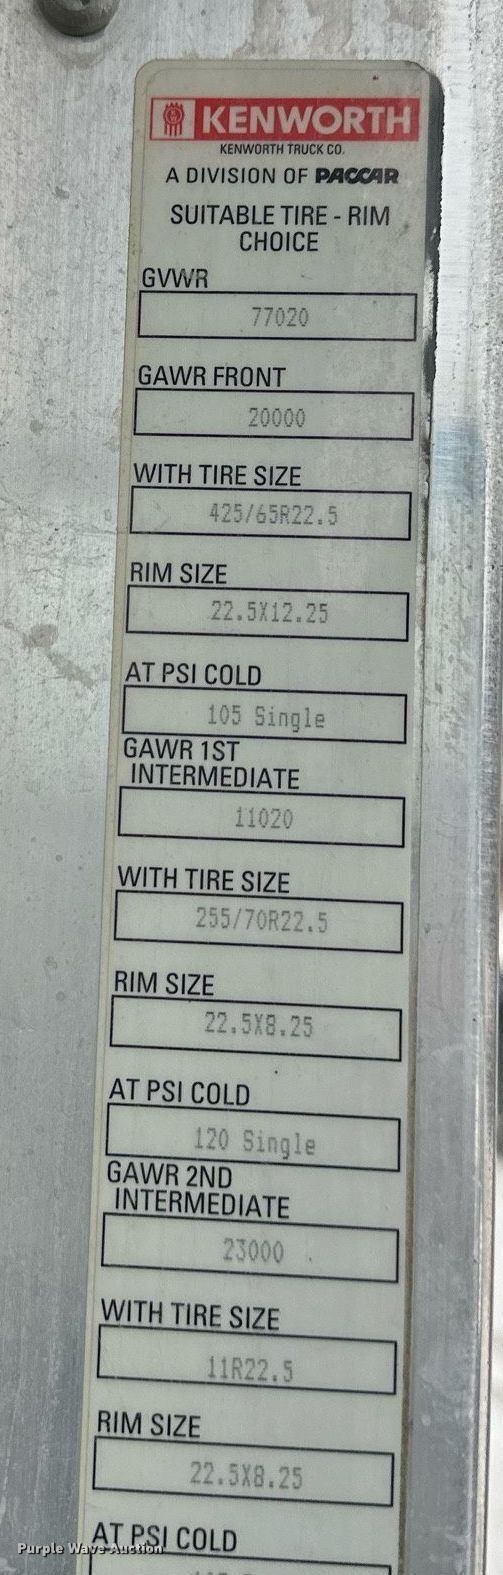 KENWORTH
KENWORTH TRUCK CO.
A DIVISION OF PACCAR
SUITABLE TIRE - RIM
CHOICE
GVWR
77020
GAWR FRONT
20000
WITH TIRE SIZE
425/65R22.5
RIM SIZE
22.5X12.25
AT PSI COLD
105 Single
GAWR 1ST
INTERMEDIATE
11020
WITH TIRE SIZE
255/70R22.5
RIM SIZE
22.5X8.25
AT PSI COLD
120 Single
GAWR 2ND
INTERMEDIATE
23000
WITH TIRE SIZE
11R22.5
RIM SIZE
22.5X8.25
AT PSI COLD
Purple Wave Auction